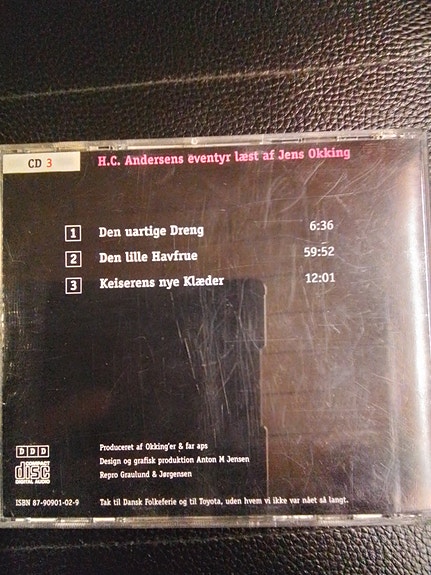 CD 3
H.C. Andersens eventyr læst af Jens Okking
1 Den uartige Dreng 6:36
2 Den lille Havfrue 59:52
3 Keiserens nye Klæder 12:01
Produceret af Okking'er & far aps
Design og grafisk produktion Anton M Jensen
Repro Graulund & Jørgensen
DDD
COMPACT
disc
DIGITAL AUDIO
ISBN 87-90901-02-9
Tak til Dansk Folkeferie og til Toyota, uden hvem vi ikke var nået så langt.